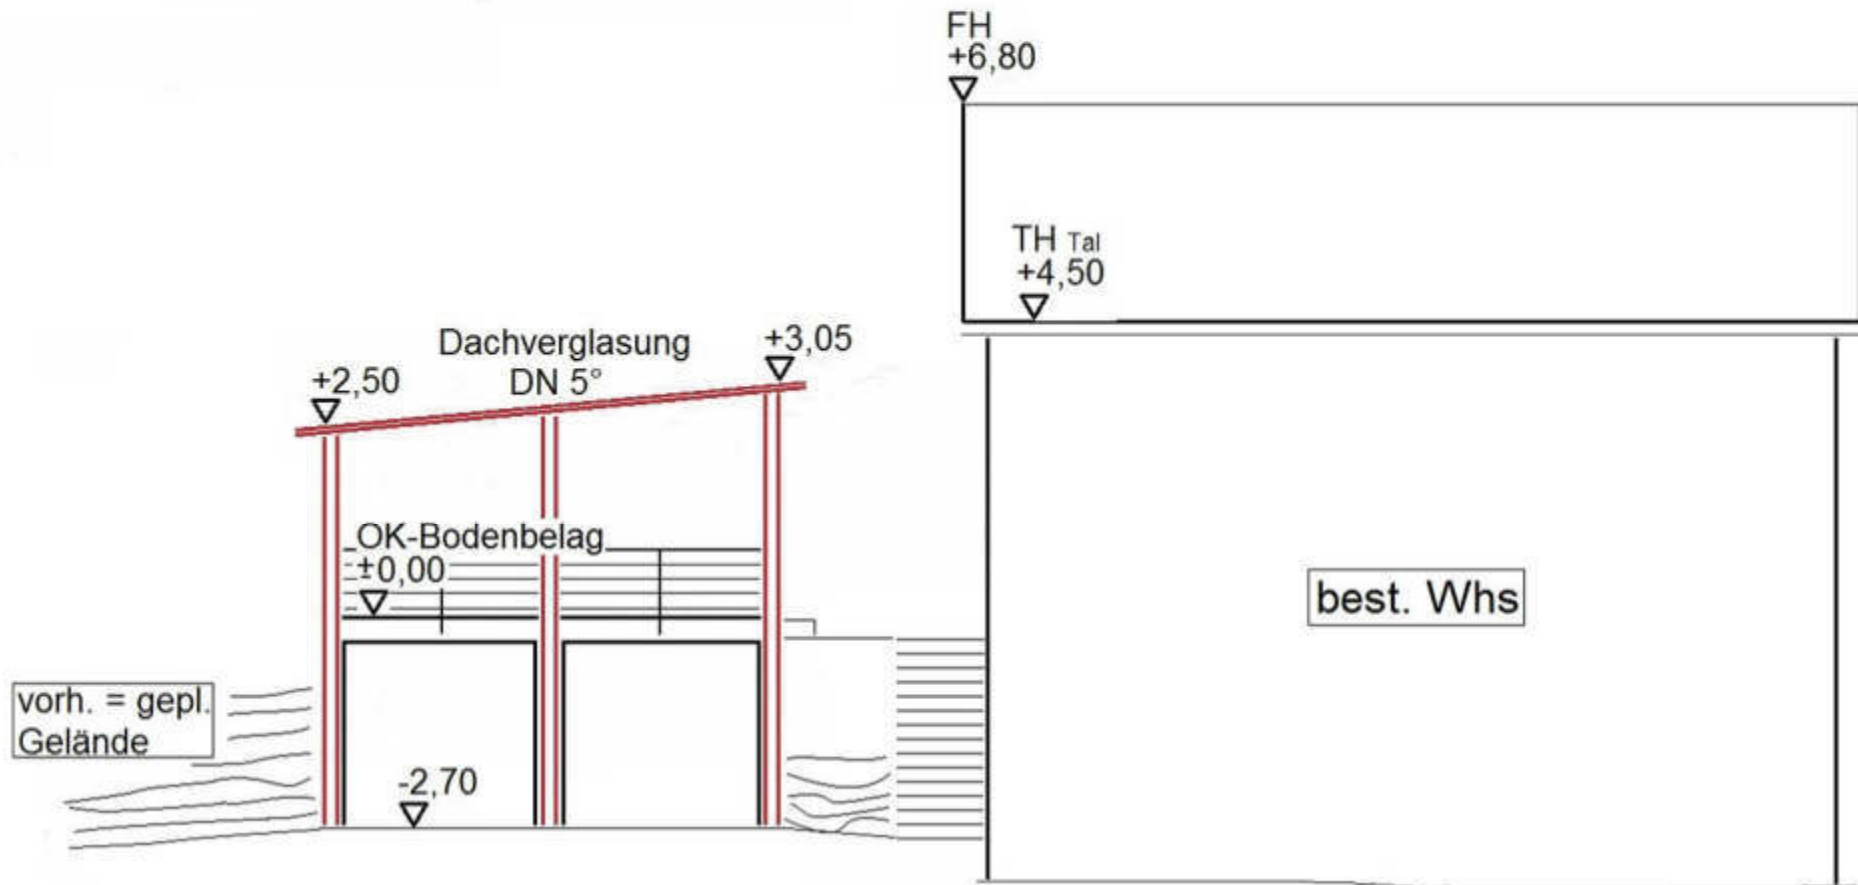 FH
+6,80
TH Tal
+4,50
Dachverglasung
DN 5°
+3,05
+2,50
OK-Bodenbelag
±0,00
best. Whs
vorh. = gepl.
Gelände
-2,70